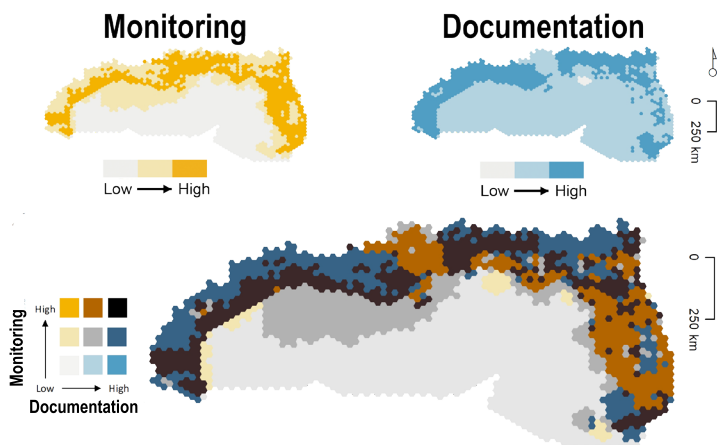 Monitoring
Documentation
0
250 km
Low High
Low High
0
250 km
High
Monitoring
Low High
Documentation